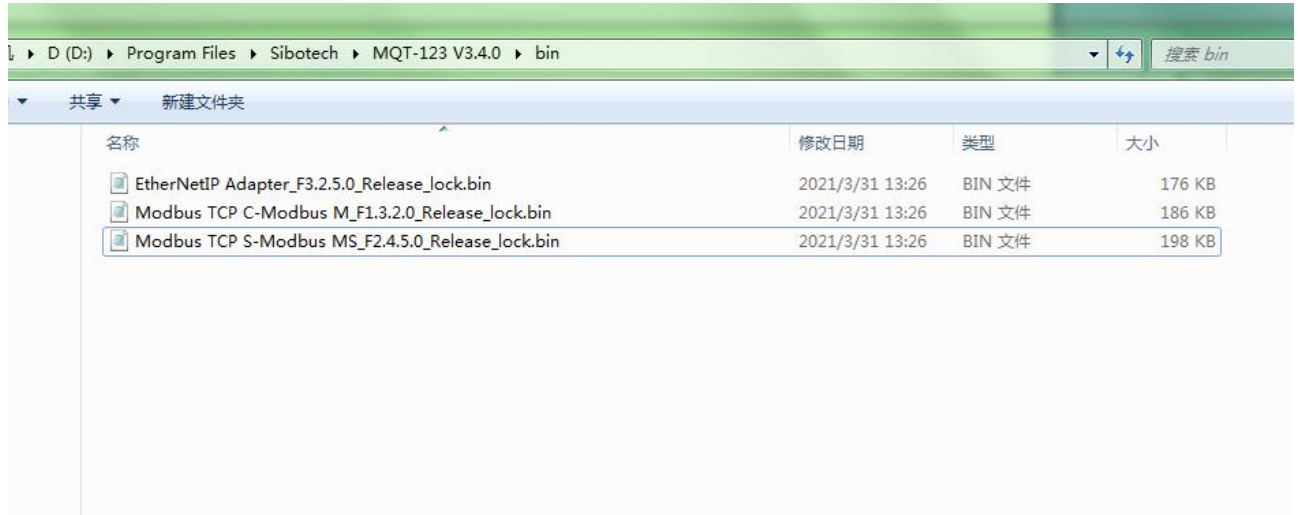 D (D:) Program Files Sibotech MQT-123 V3.4.0 bin 搜索 bin
共享 新建文件夹
名称 修改日期 类型 大小
EtherNetIP Adapter_F3.2.5.0_Release_lock.bin 2021/3/31 13:26 BIN 文件 176 KB
Modbus TCP C-Modbus M_F1.3.2.0_Release_lock.bin 2021/3/31 13:26 BIN 文件 186 KB
Modbus TCP S-Modbus MS_F2.4.5.0_Release_lock.bin 2021/3/31 13:26 BIN 文件 198 KB